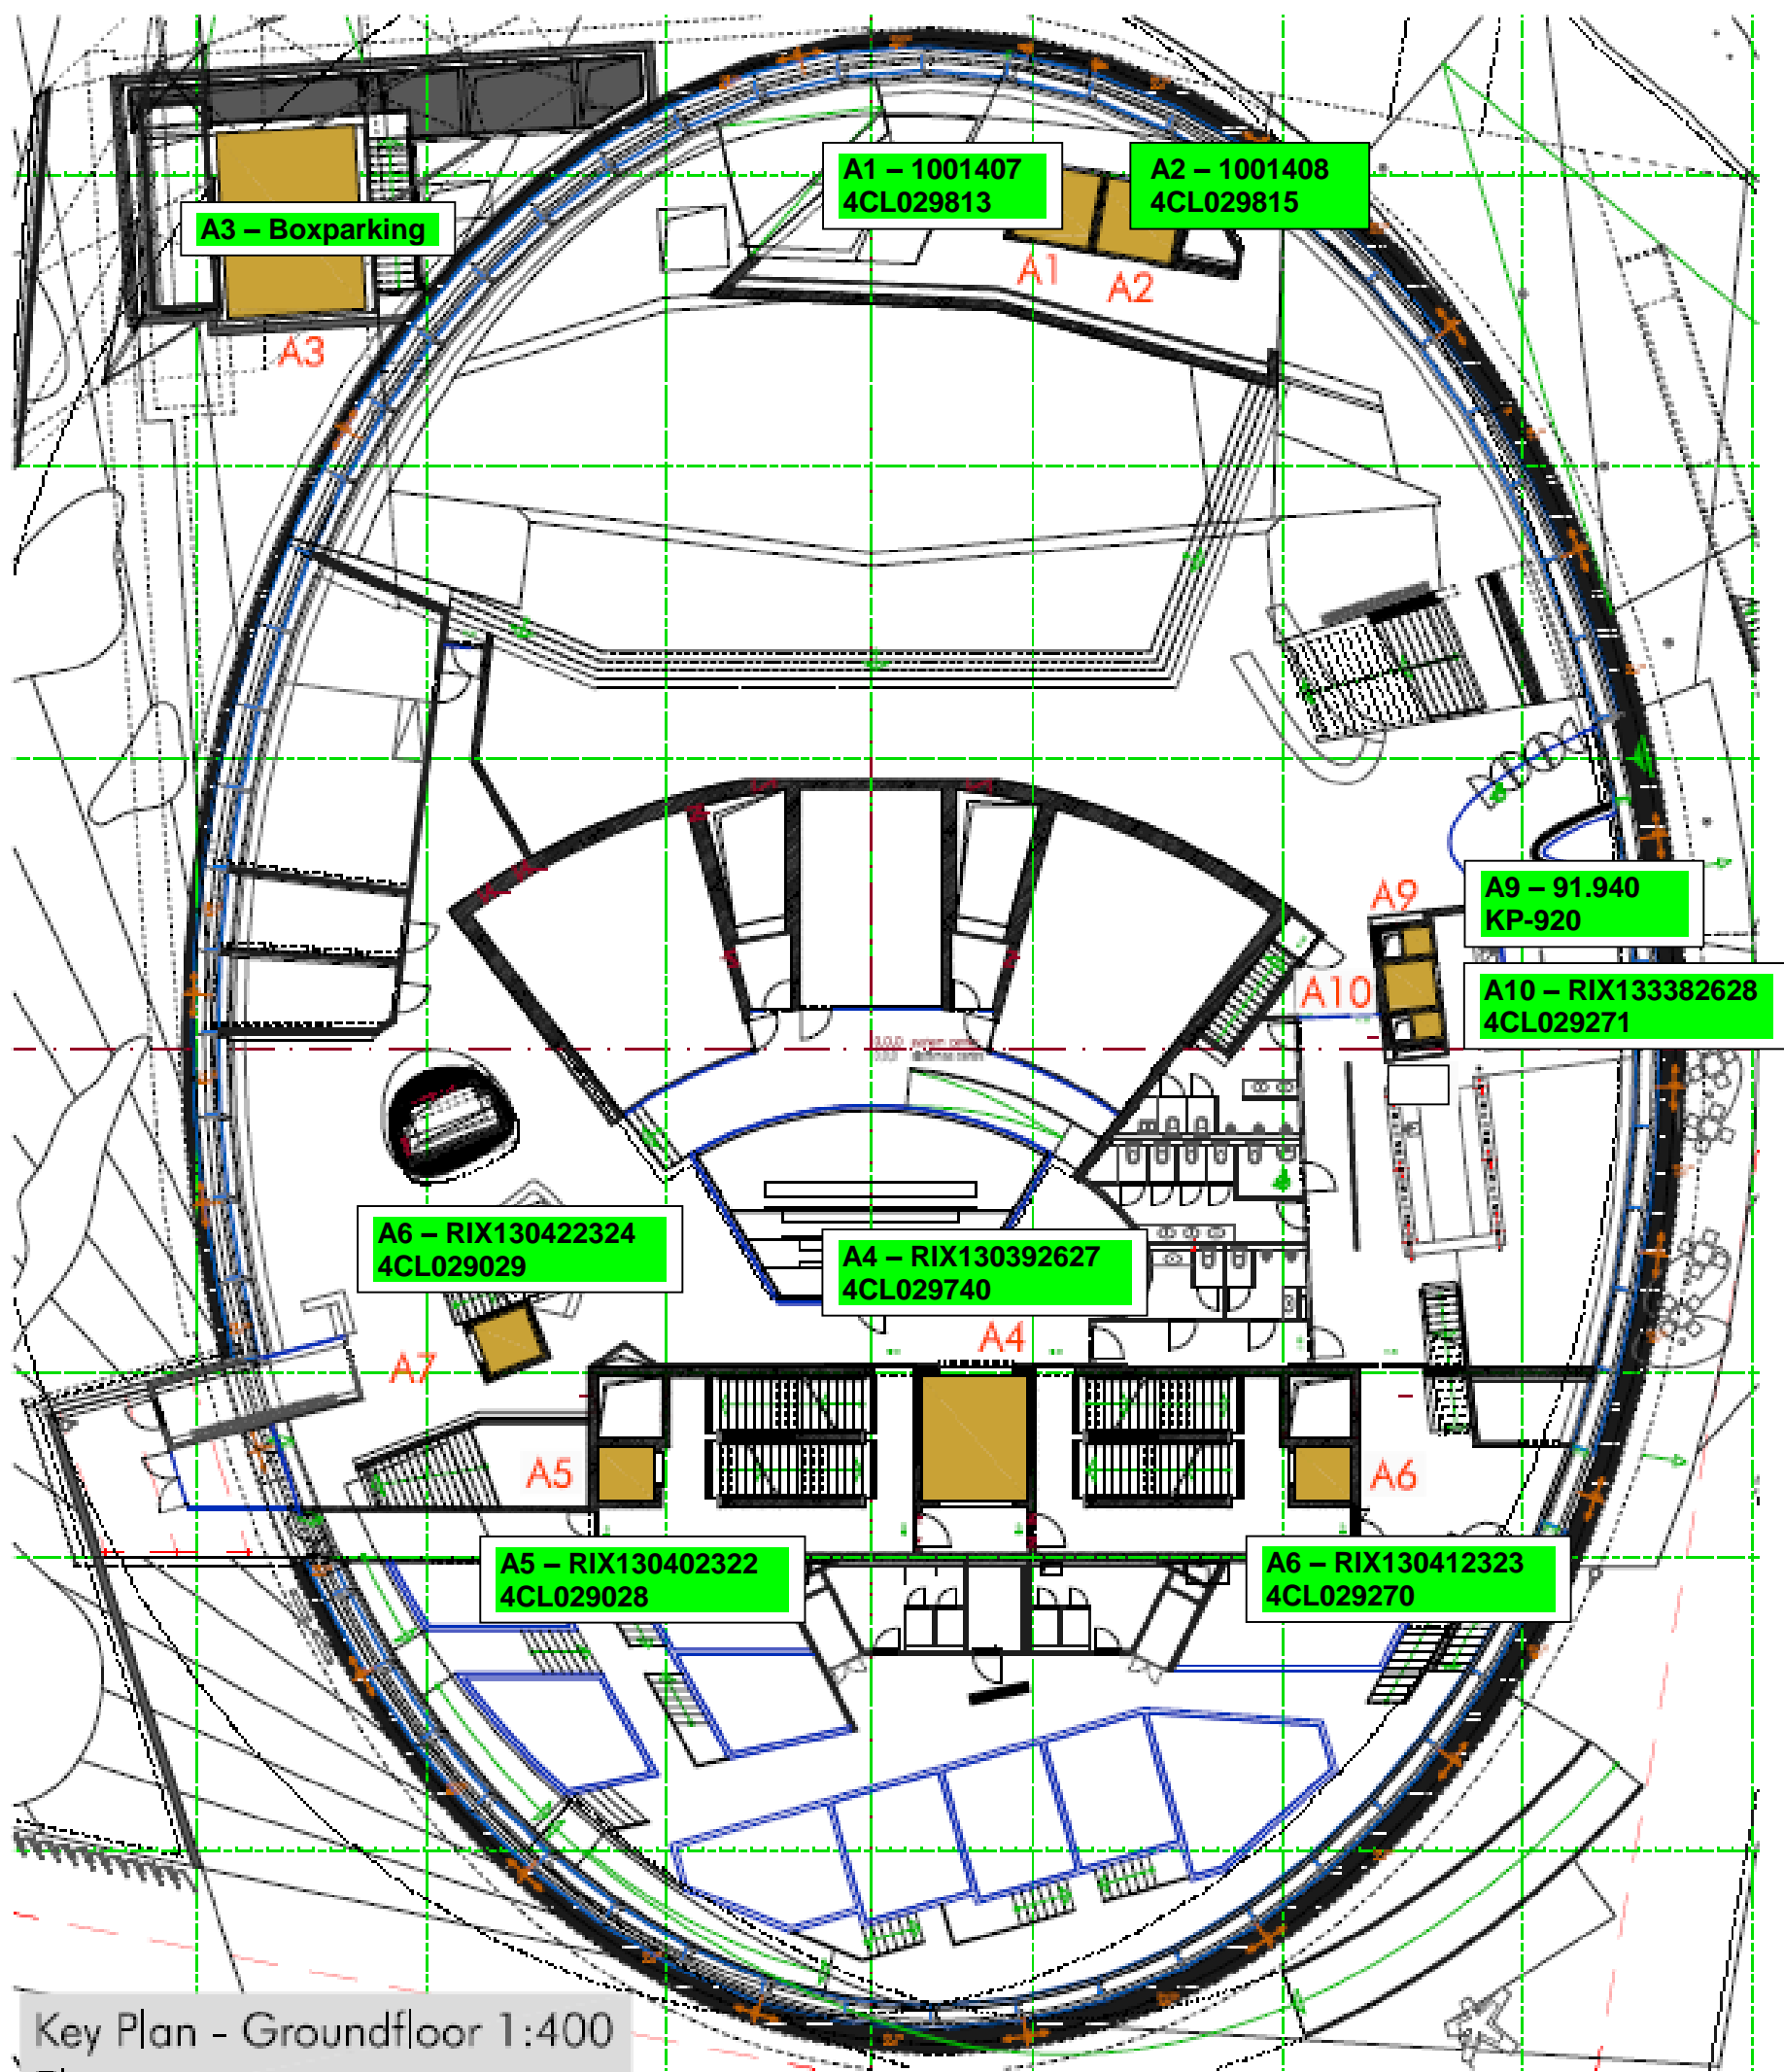 A1 – 1001407
4CL029813
A2 – 1001408
4CL029815
A3 – Boxparking
A1
A2
A3
A9 – 91.940
KP-920
A9
A10 – RIX133382628
4CL029271
A10
A6 – RIX130422324
4CL029029
A4 – RIX130392627
4CL029740
A4
A7
A5
A6
A5 – RIX130402322
4CL029028
A6 – RIX130412323
4CL029270
Key Plan - Groundfloor 1:400